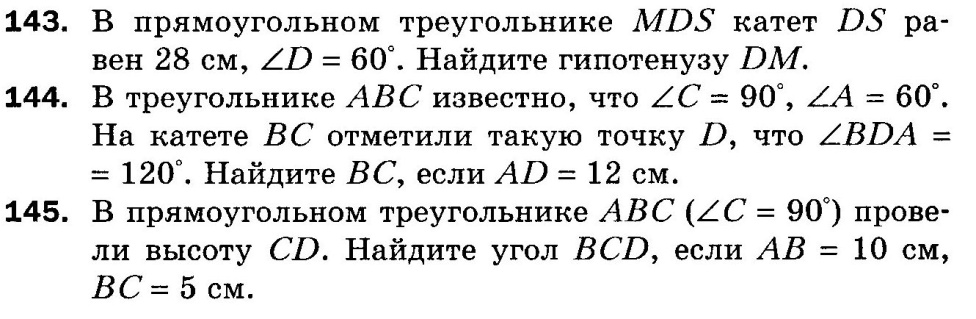 143. В прямоугольном треугольнике MDS катет DS ра-
вен 28 см, ∠D = 60°. Найдите гипотенузу DM.
144. В треугольнике ABC известно, что ∠C = 90°, ∠A = 60°.
На катете BC отметили такую точку D, что ∠BDA =
= 120°. Найдите BC, если AD = 12 см.
145. В прямоугольном треугольнике ABC (∠C = 90°) прове-
ли высоту CD. Найдите угол BCD, если AB = 10 см,
BC = 5 см.